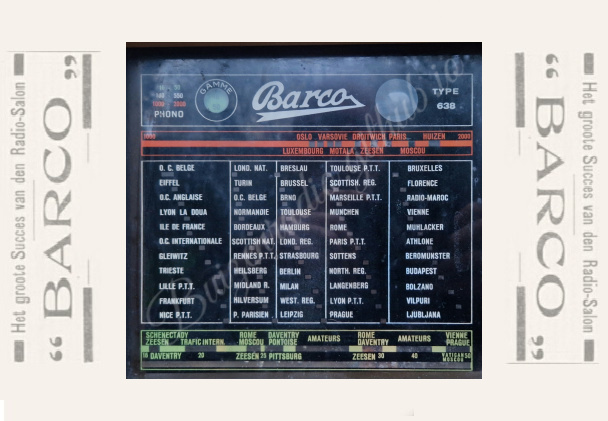 Het groote Succes van den Radio-Salon
"BARCO"
GAMME
Barco
TYPE
638
PHONO
OSLO VARSOVIE DROITWICH PARIS HUIZEN 2000
LUXEMBOURG MOTALA ZEESEN MOSCOU
O. C. BELGE LOND. NAT. BRESLAU TOULOUSE P.T.T. BRUXELLES
EIFFEL TURIN BRUSSEL SCOTTISH. REG. FLORENCE
O.C. ANGLAISE O. C. BELGE BRNO MARSEILLE P.T.T. RADIO-MAROC
LYON LA DOUA NORMANDIE TOULOUSE MUNCHEN VIENNE
ILE DE FRANCE BORDEAUX HAMBURG ROME MUHLACKER
O.C. INTERNATIONALE SCOTTISH NAT. LOND. REG. PARIS P.T.T. ATHLONE
GLEIWITZ RENNES P.T.T. STRASBOURG SOTTENS BEROMUNSTER
TRIESTE HEILSBERG BERLIN NORTH. REG. BUDAPEST
LILLE P.T.T. MIDLAND R. MILAN LANGENBERG BOLZANO
FRANKFURT HILVERSUM WEST. REG. LYON P.T.T. VILPURI
NICE P.T.T. P. PARISIEN LEIPZIG PRAGUE LJUBLJANA
SCHENECTADY ROME DAVENTRY ROME VIENNE
ZEESEN TRAFIC INTERN. MOSCOU PONTOISE AMATEURS DAVENTRY AMATEURS PRAGUE
DAVENTRY 20 ZEESEN 25 PITTSBURG ZEESEN 30 40 VATICAN 50
MOSCOU
Het groote Succes van den Radio-Salon
"BARCO"